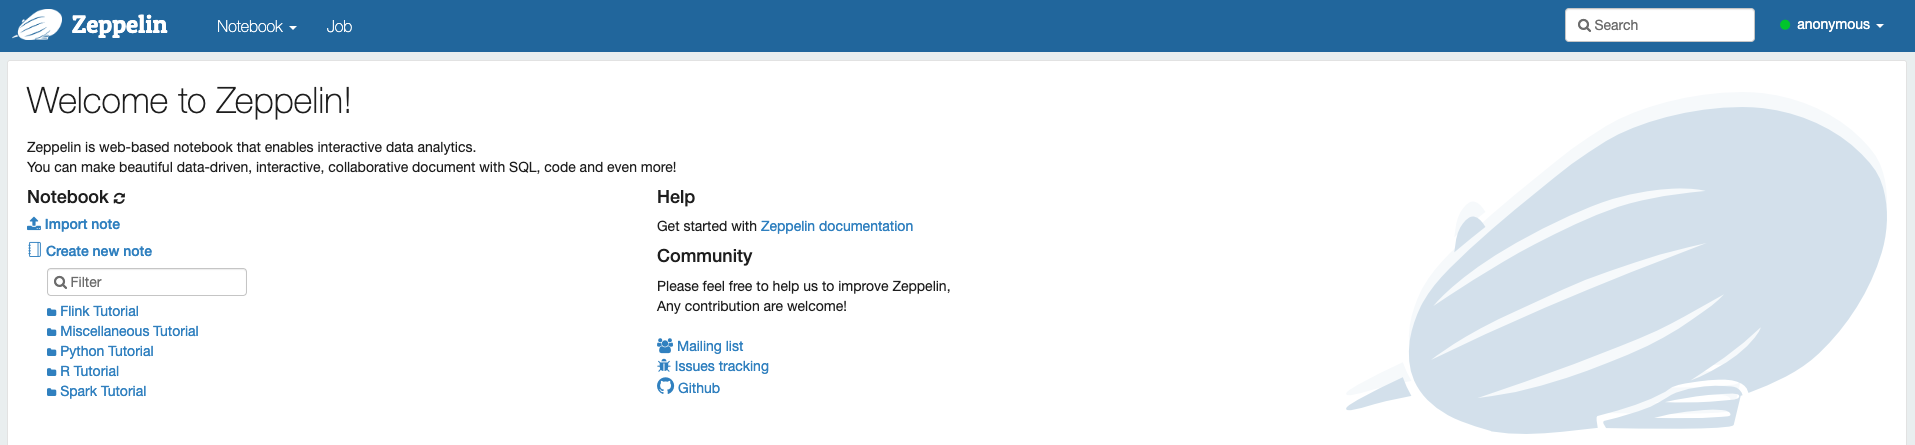 Zeppelin
Notebook
Job
Search
anonymous
Welcome to Zeppelin!
Zeppelin is web-based notebook that enables interactive data analytics.
You can make beautiful data-driven, interactive, collaborative document with SQL, code and even more!
Notebook
Import note
Create new note
Filter
Flink Tutorial
Miscellaneous Tutorial
Python Tutorial
R Tutorial
Spark Tutorial
Help
Get started with Zeppelin documentation
Community
Please feel free to help us to improve Zeppelin,
Any contribution are welcome!
Mailing list
Issues tracking
Github